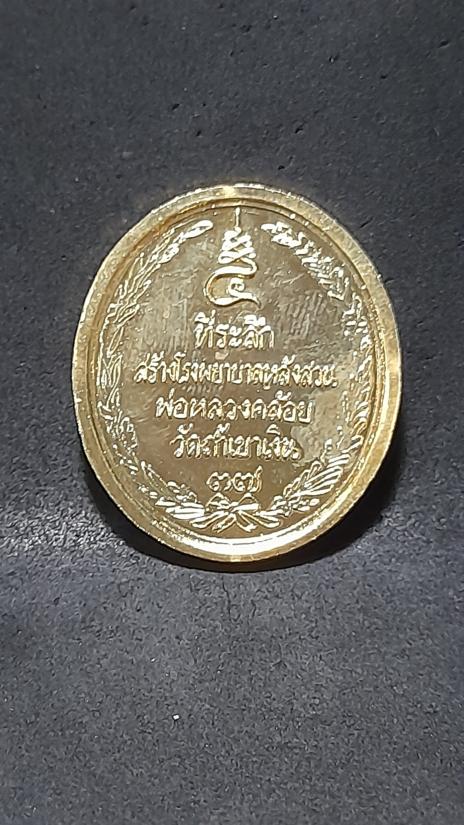 ที่ระลึก
สร้างโรงพยาบาลหลังสวน
พ่อหลวงคล้อย
วัดถ้ำเขาเงิน
๓๗